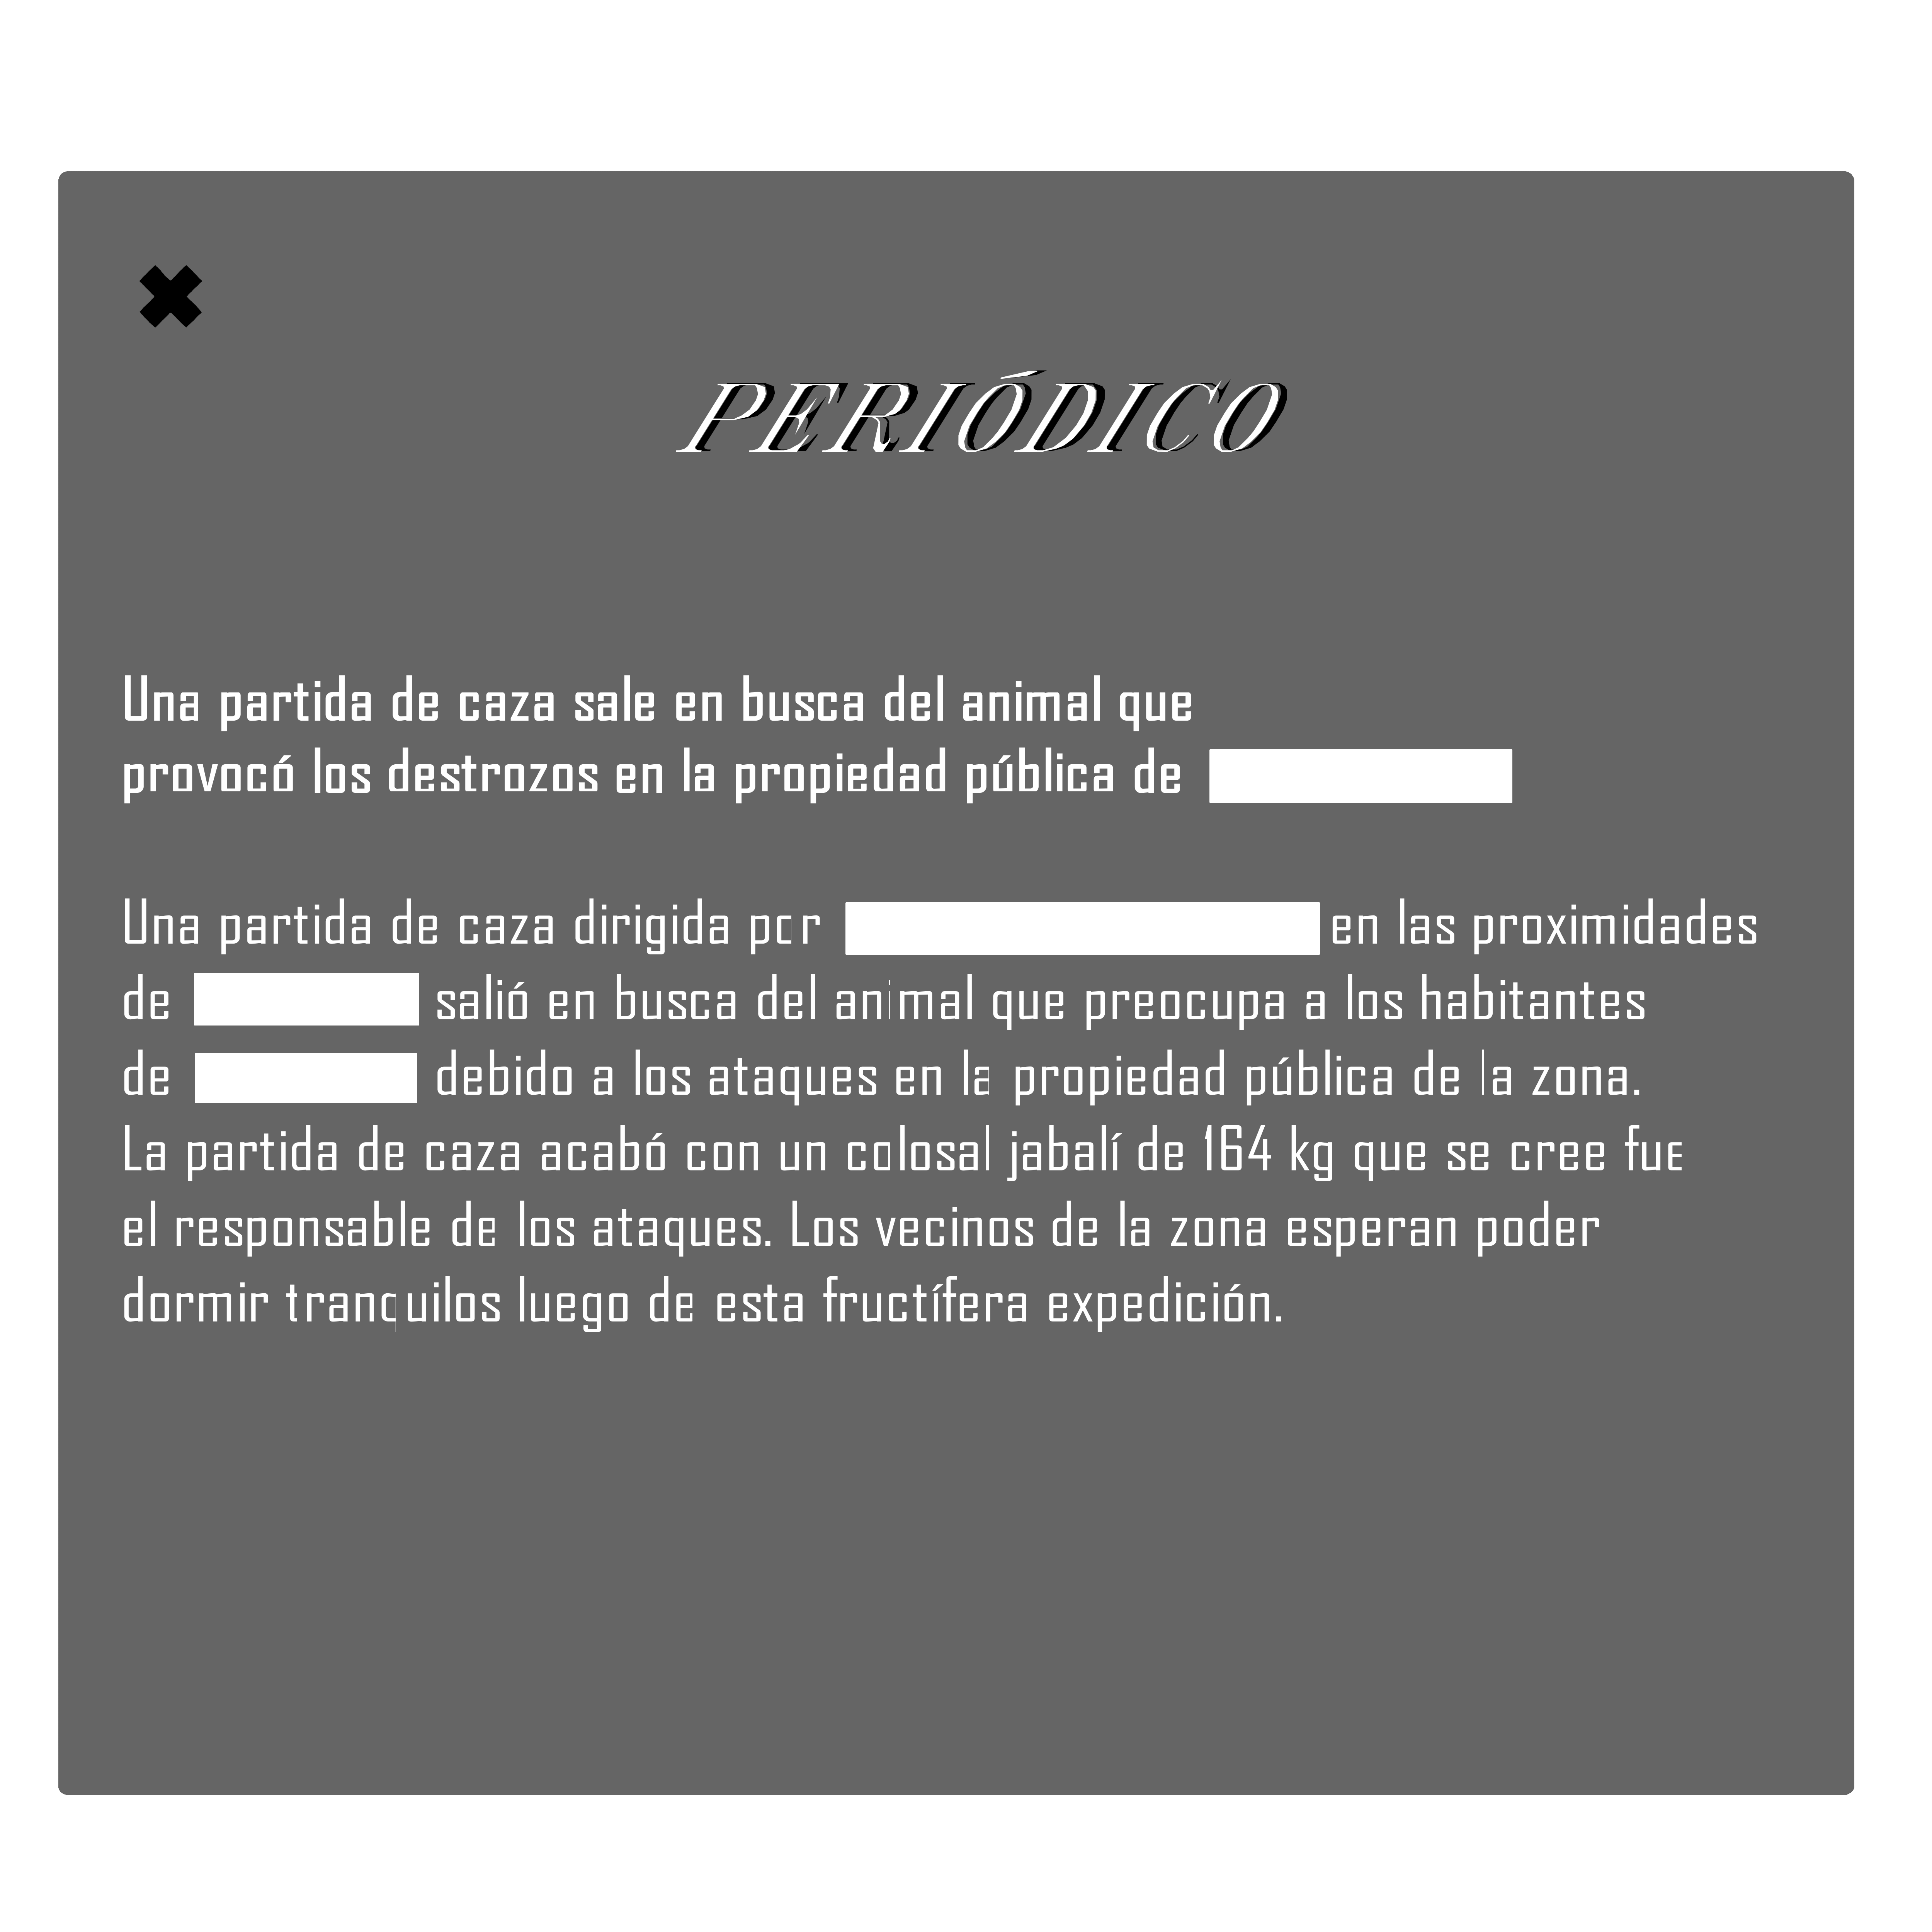 PERIÓDICO
Una partida de caza sale en busca del animal que
provocó los destrozos en la propiedad pública de
Una partida de caza dirigida por en las proximidades
de salió en busca del animal que preocupa a los habitantes
de debido a los ataques en la propiedad pública de la zona.
La partida de caza acabó con un colosal jabalí de 164 kg que se cree fue
el responsable de los ataques. Los vecinos de la zona esperan poder
dormir tranquilos luego de esta fructífera expedición.